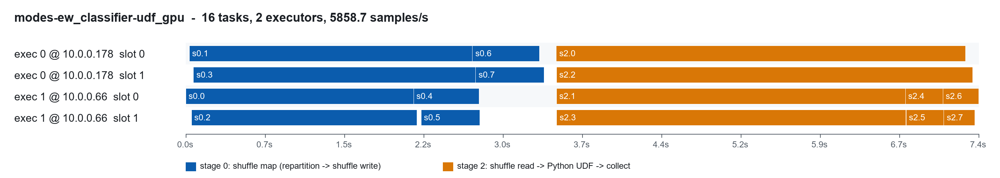 modes-ew_classifier-udf_gpu - 16 tasks, 2 executors, 5858.7 samples/s
exec 0 @ 10.0.0.178 slot 0
s0.1
s0.6
s2.0
exec 0 @ 10.0.0.178 slot 1
s0.3
s0.7
s2.2
exec 1 @ 10.0.0.66 slot 0
s0.0
s0.4
s2.1
s2.4
s2.6
exec 1 @ 10.0.0.66 slot 1
s0.2
s0.5
s2.3
s2.5
s2.7
0.0s 0.7s 1.5s 2.2s 3.0s 3.7s 4.4s 5.2s 5.9s 6.7s 7.4s
stage 0: shuffle map (repartition -> shuffle write)
stage 2: shuffle read -> Python UDF -> collect